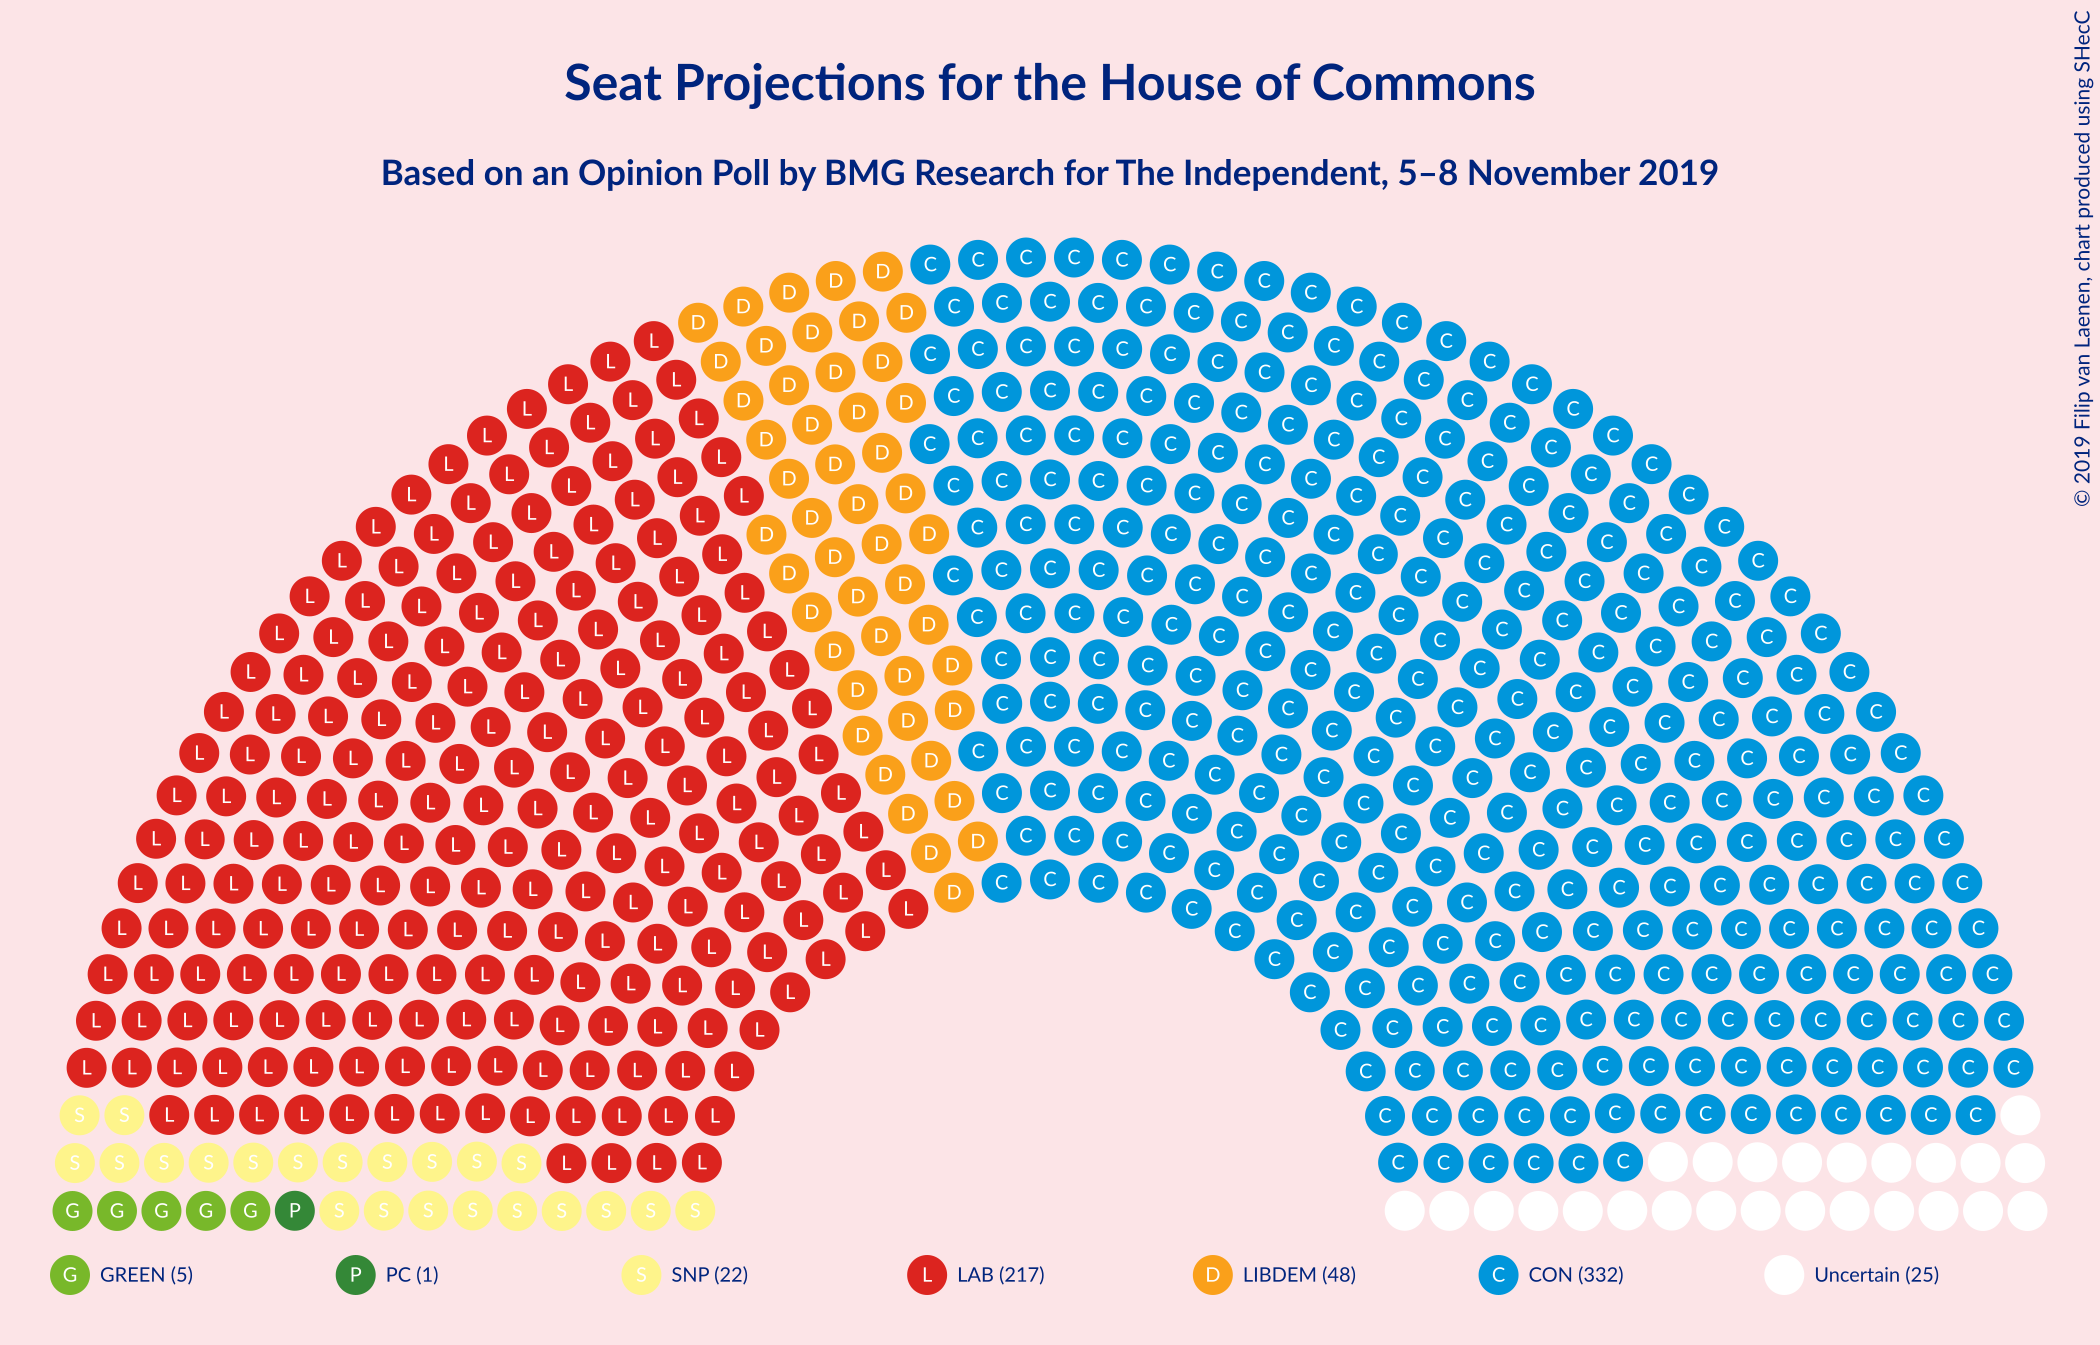 Seat Projections for the House of Commons
Based on an Opinion Poll by BMG Research for The Independent, 5–8 November 2019
© 2019 Filip van Laenen, chart produced using SHecC
G GREEN (5) P PC (1) S SNP (22) L LAB (217) D LIBDEM (48) C CON (332) Uncertain (25)